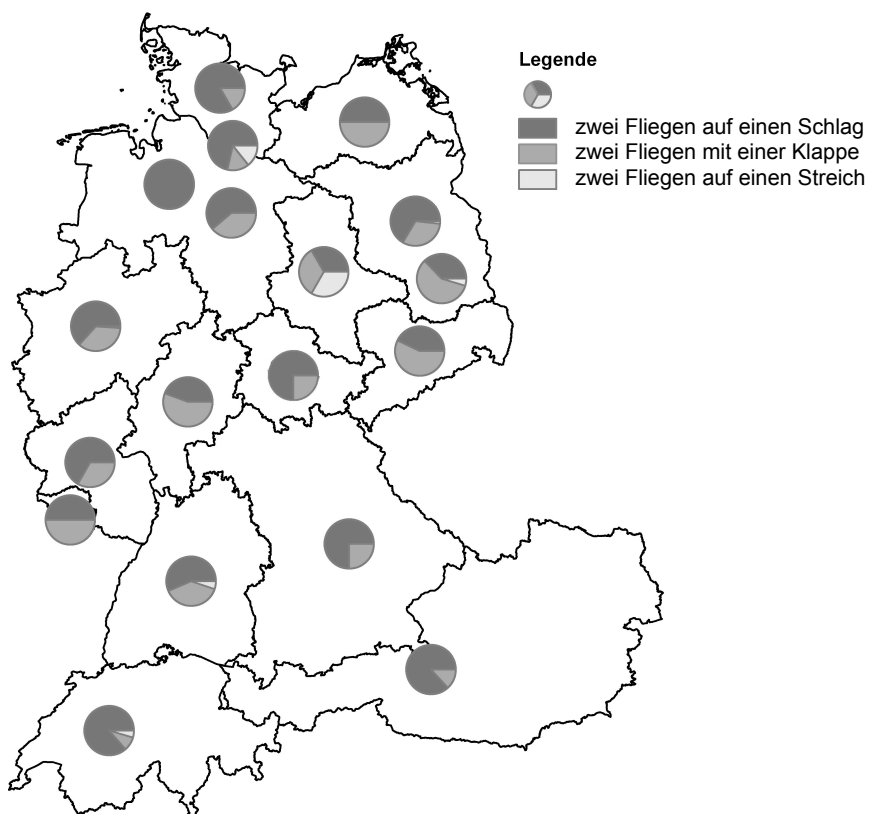 Legende
zwei Fliegen auf einen Schlag
zwei Fliegen mit einer Klappe
zwei Fliegen auf einen Streich